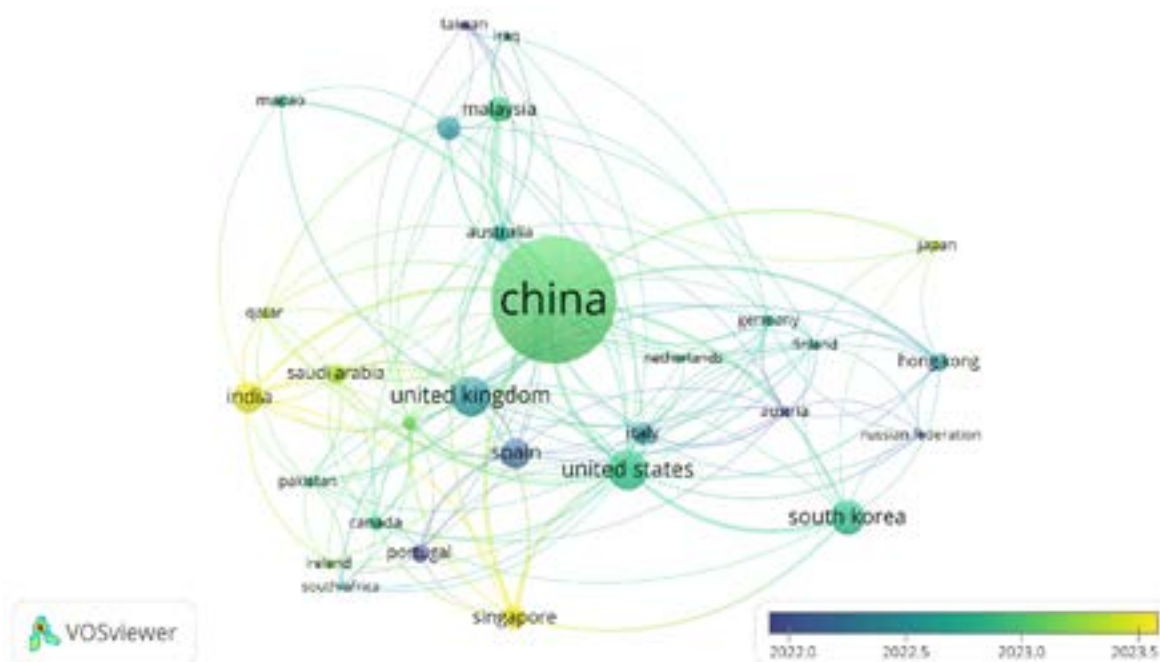 taiwan
iraq
macao
malaysia
australia
japan
china
qatar
germany
finland
netherlands
hong kong
saudi arabia
india
united kingdom
austria
italy
russian federation
spain
united states
pakistan
south korea
canada
portugal
ireland
south africa
singapore
VOSviewer
2022.0 2022.5 2023.0 2023.5